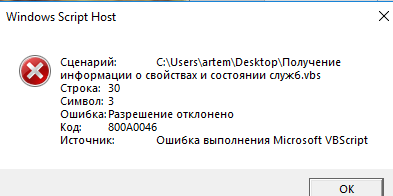 Windows Script Host
Сценарий: C:\Users\artem\Desktop\Получение
информации о свойствах и состоянии служб.vbs
Строка: 30
Символ: 3
Ошибка: Разрешение отклонено
Код: 800A0046
Источник: Ошибка выполнения Microsoft VBScript
OK